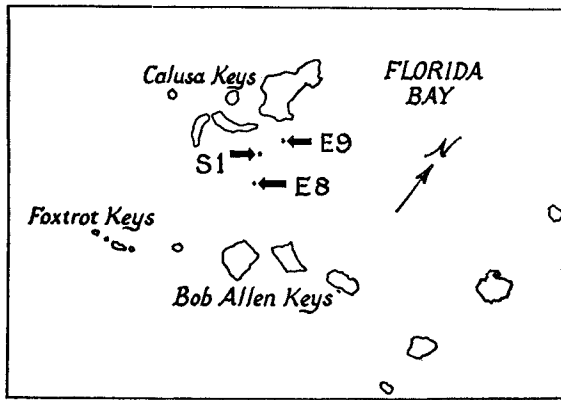 Calusa Keys
FLORIDA
BAY
N
E9
S1
E8
Foxtrot Keys
Bob Allen Keys